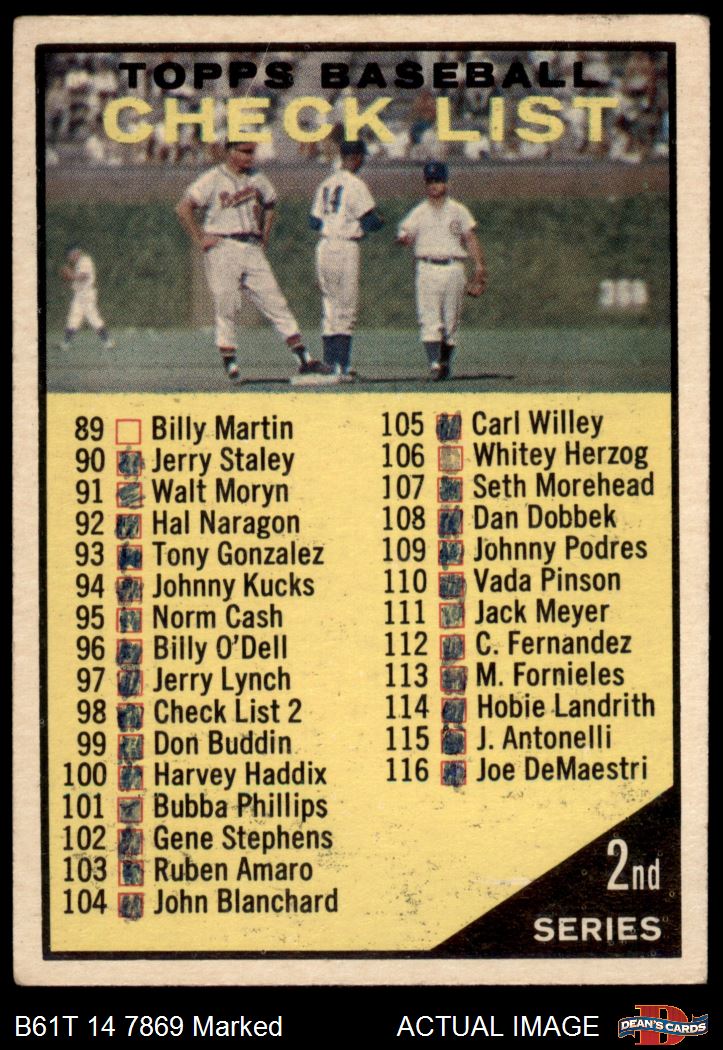 TOPPS BASEBALL
CHECK LIST
14
Braves
368
89 Billy Martin
90 Jerry Staley
91 Walt Moryn
92 Hal Naragon
93 Tony Gonzalez
94 Johnny Kucks
95 Norm Cash
96 Billy O'Dell
97 Jerry Lynch
98 Check List 2
99 Don Buddin
100 Harvey Haddix
101 Bubba Phillips
102 Gene Stephens
103 Ruben Amaro
104 John Blanchard
105 Carl Willey
106 Whitey Herzog
107 Seth Morehead
108 Dan Dobbek
109 Johnny Podres
110 Vada Pinson
111 Jack Meyer
112 C. Fernandez
113 M. Fornieles
114 Hobie Landrith
115 J. Antonelli
116 Joe DeMaestri
2nd
SERIES
B61T 14 7869 Marked
ACTUAL IMAGE
D
DEAN'S CARDS